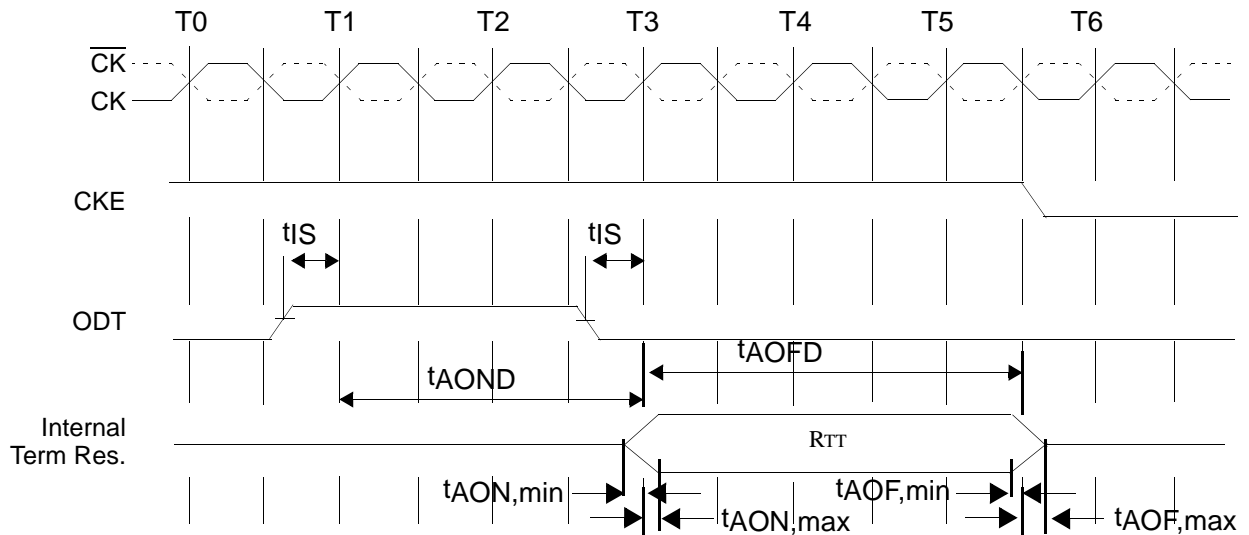 T0 T1 T2 T3 T4 T5 T6
CK
CK
CKE
tIS tIS
ODT
tAOFD
tAOND
Internal
Term Res.
RTT
tAON,min tAOF,min
tAON,max tAOF,max